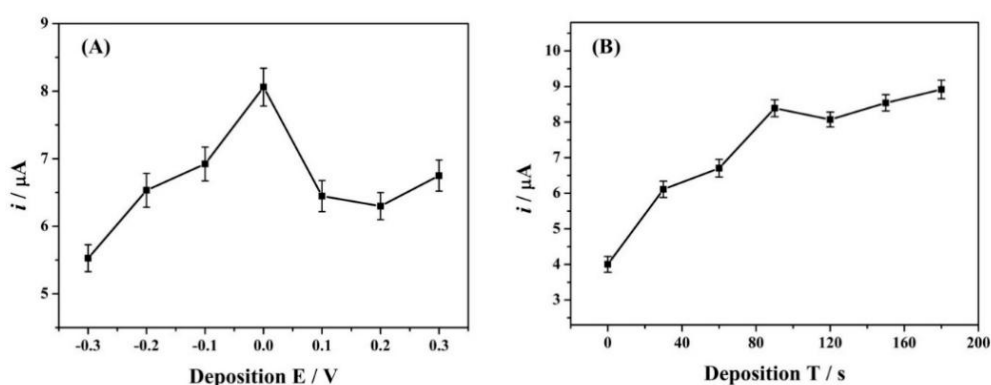 (A)
9
8
7
6
5
i / μA
-0.3 -0.2 -0.1 0.0 0.1 0.2 0.3
Deposition E / V
(B)
10
9
8
7
6
5
4
3
i / μA
0 40 80 120 160 200
Deposition T / s